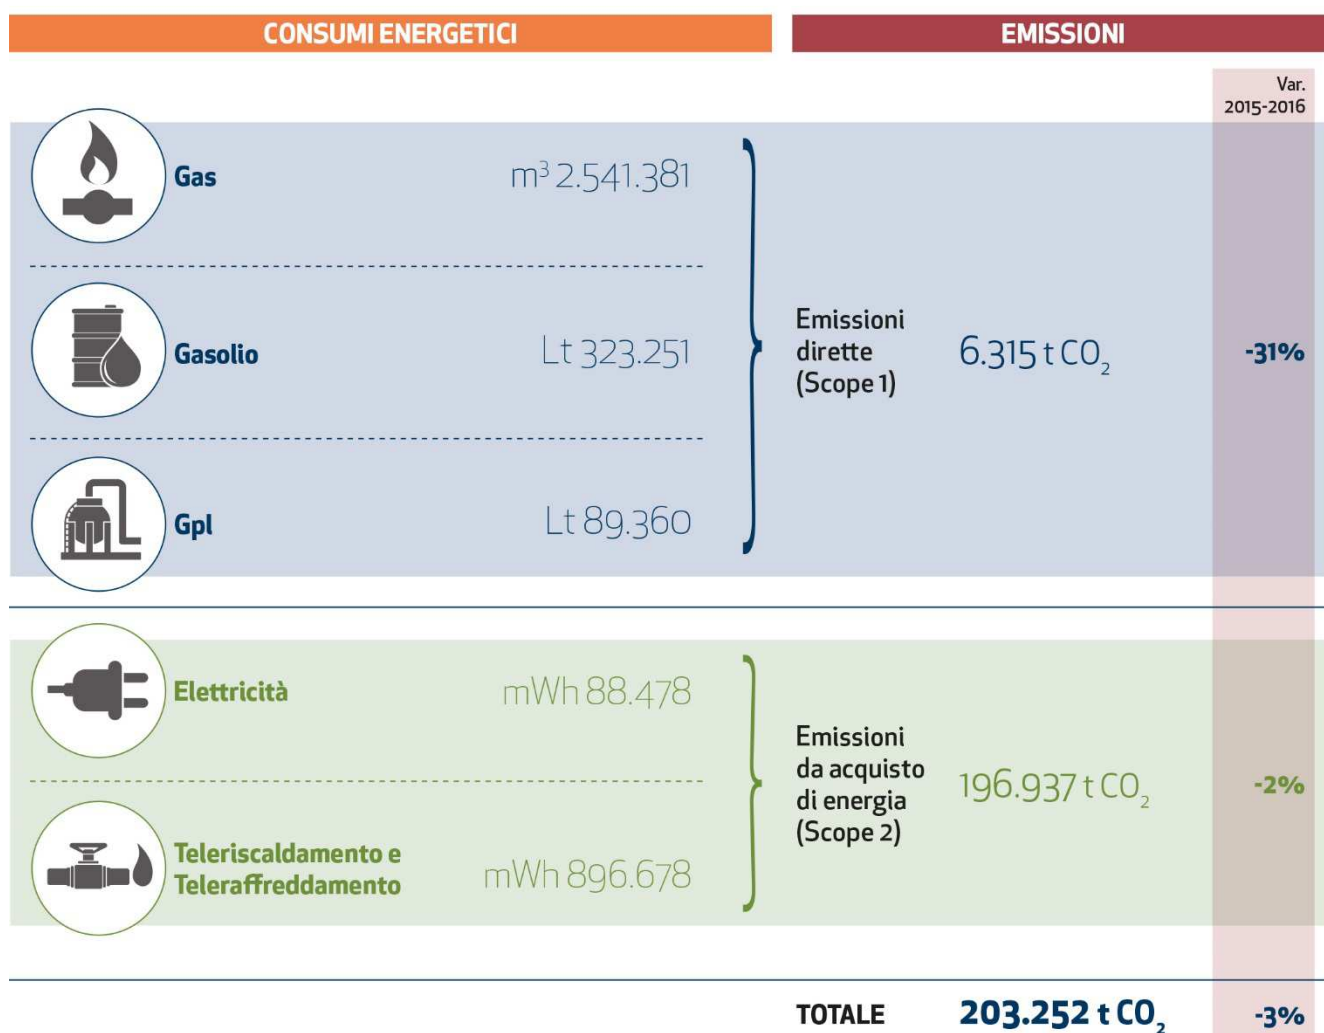 CONSUMI ENERGETICI
EMISSIONI
Var.
2015-2016
Gas
m³ 2.541.381
Gasolio
Lt 323.251
Gpl
Lt 89.360
Emissioni
dirette
(Scope 1)
6.315 t CO₂
-31%
Elettricità
mWh 88.478
Teleriscaldamento e
Teleraffreddamento
mWh 896.678
Emissioni
da acquisto
di energia
(Scope 2)
196.937 t CO₂
-2%
TOTALE
203.252 t CO₂
-3%